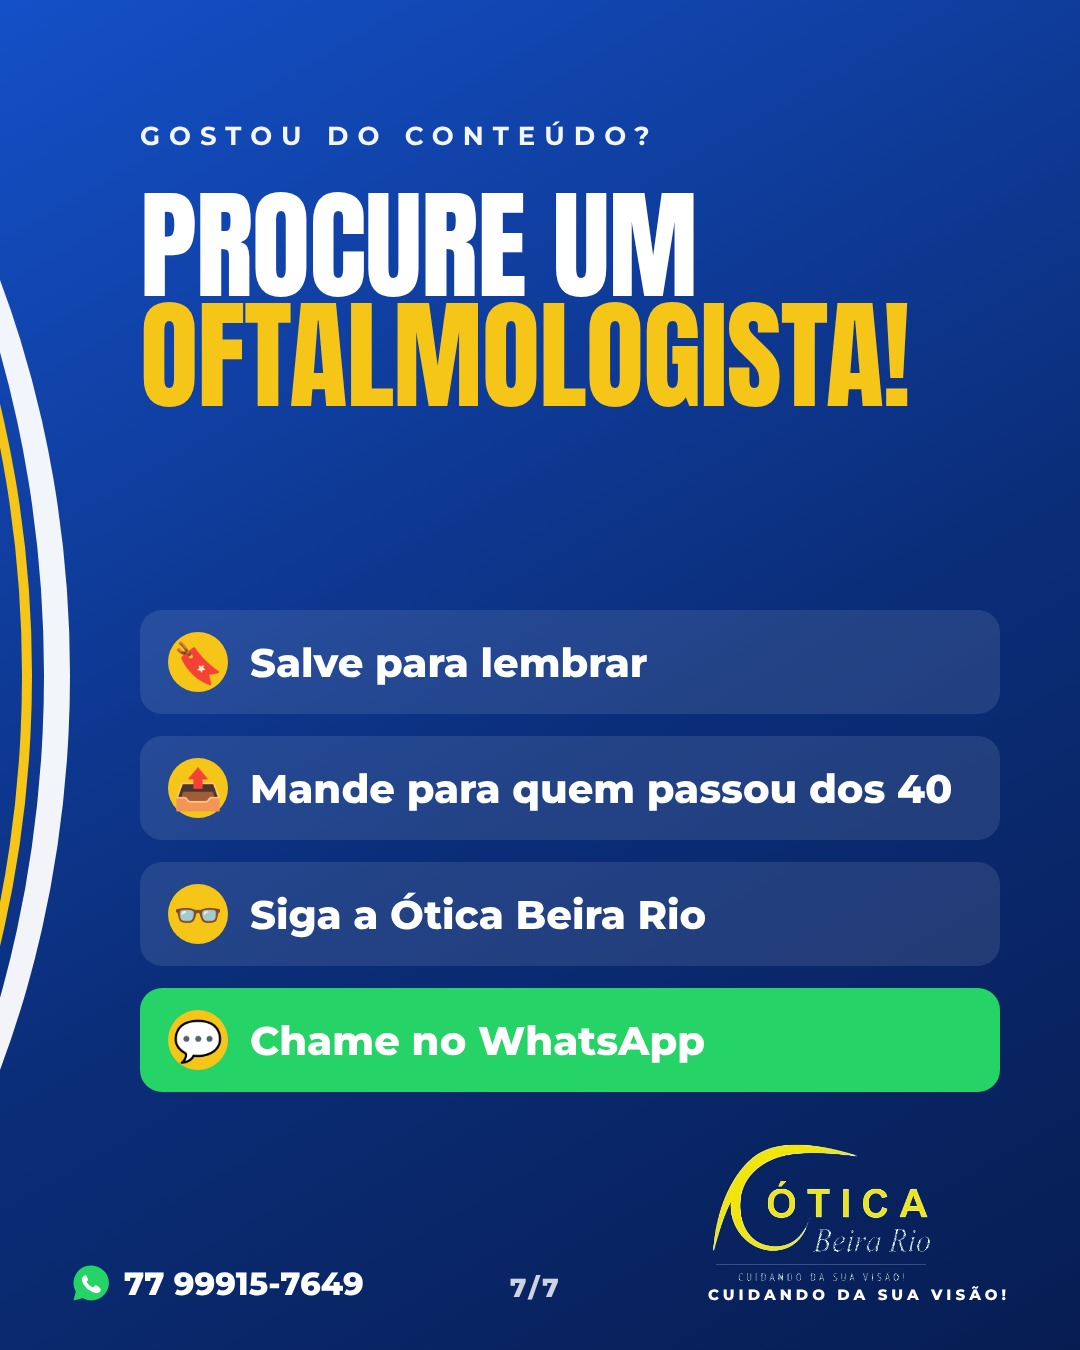 GOSTOU DO CONTEÚDO?
PROCURE UM
OFTALMOLOGISTA!
Salve para lembrar
Mande para quem passou dos 40
Siga a Ótica Beira Rio
Chame no WhatsApp
ÓTICA
Beira Rio
CUIDANDO DA SUA VISÃO!
CUIDANDO DA SUA VISÃO!
77 99915-7649
7/7